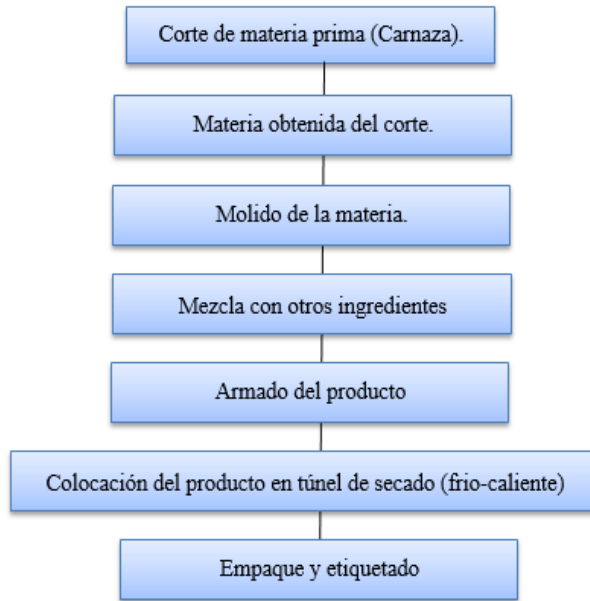 Corte de materia prima (Carnaza).
Materia obtenida del corte.
Molido de la materia.
Mezcla con otros ingredientes
Armado del producto
Colocación del producto en túnel de secado (frio-caliente)
Empaque y etiquetado